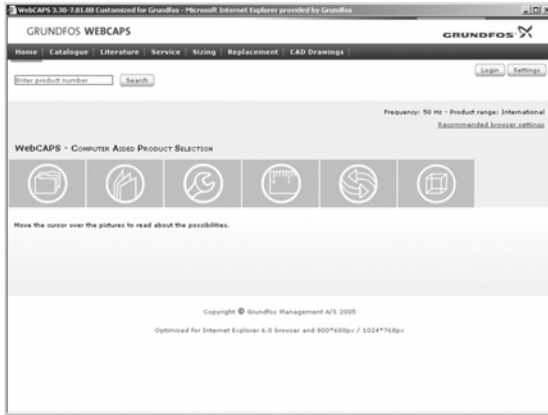 WebCAPS 3.30-7.01.08 Customized for Grundfos - Microsoft Internet Explorer provided by Grundfos
GRUNDFOS WEBCAPS
GRUNDFOS
Home Catalogue Literature Service Sizing Replacement CAD Drawings
Login Settings
Enter product number Search
Frequency: 50 Hz - Product range: International
Recommended browser settings
WebCAPS - Computer Aided Product Selection
Move the cursor over the pictures to read about the possibilities.
Copyright © Grundfos Management A/S 2005
Optimized for Internet Explorer 6.0 browser and 800*600px / 1024*768px